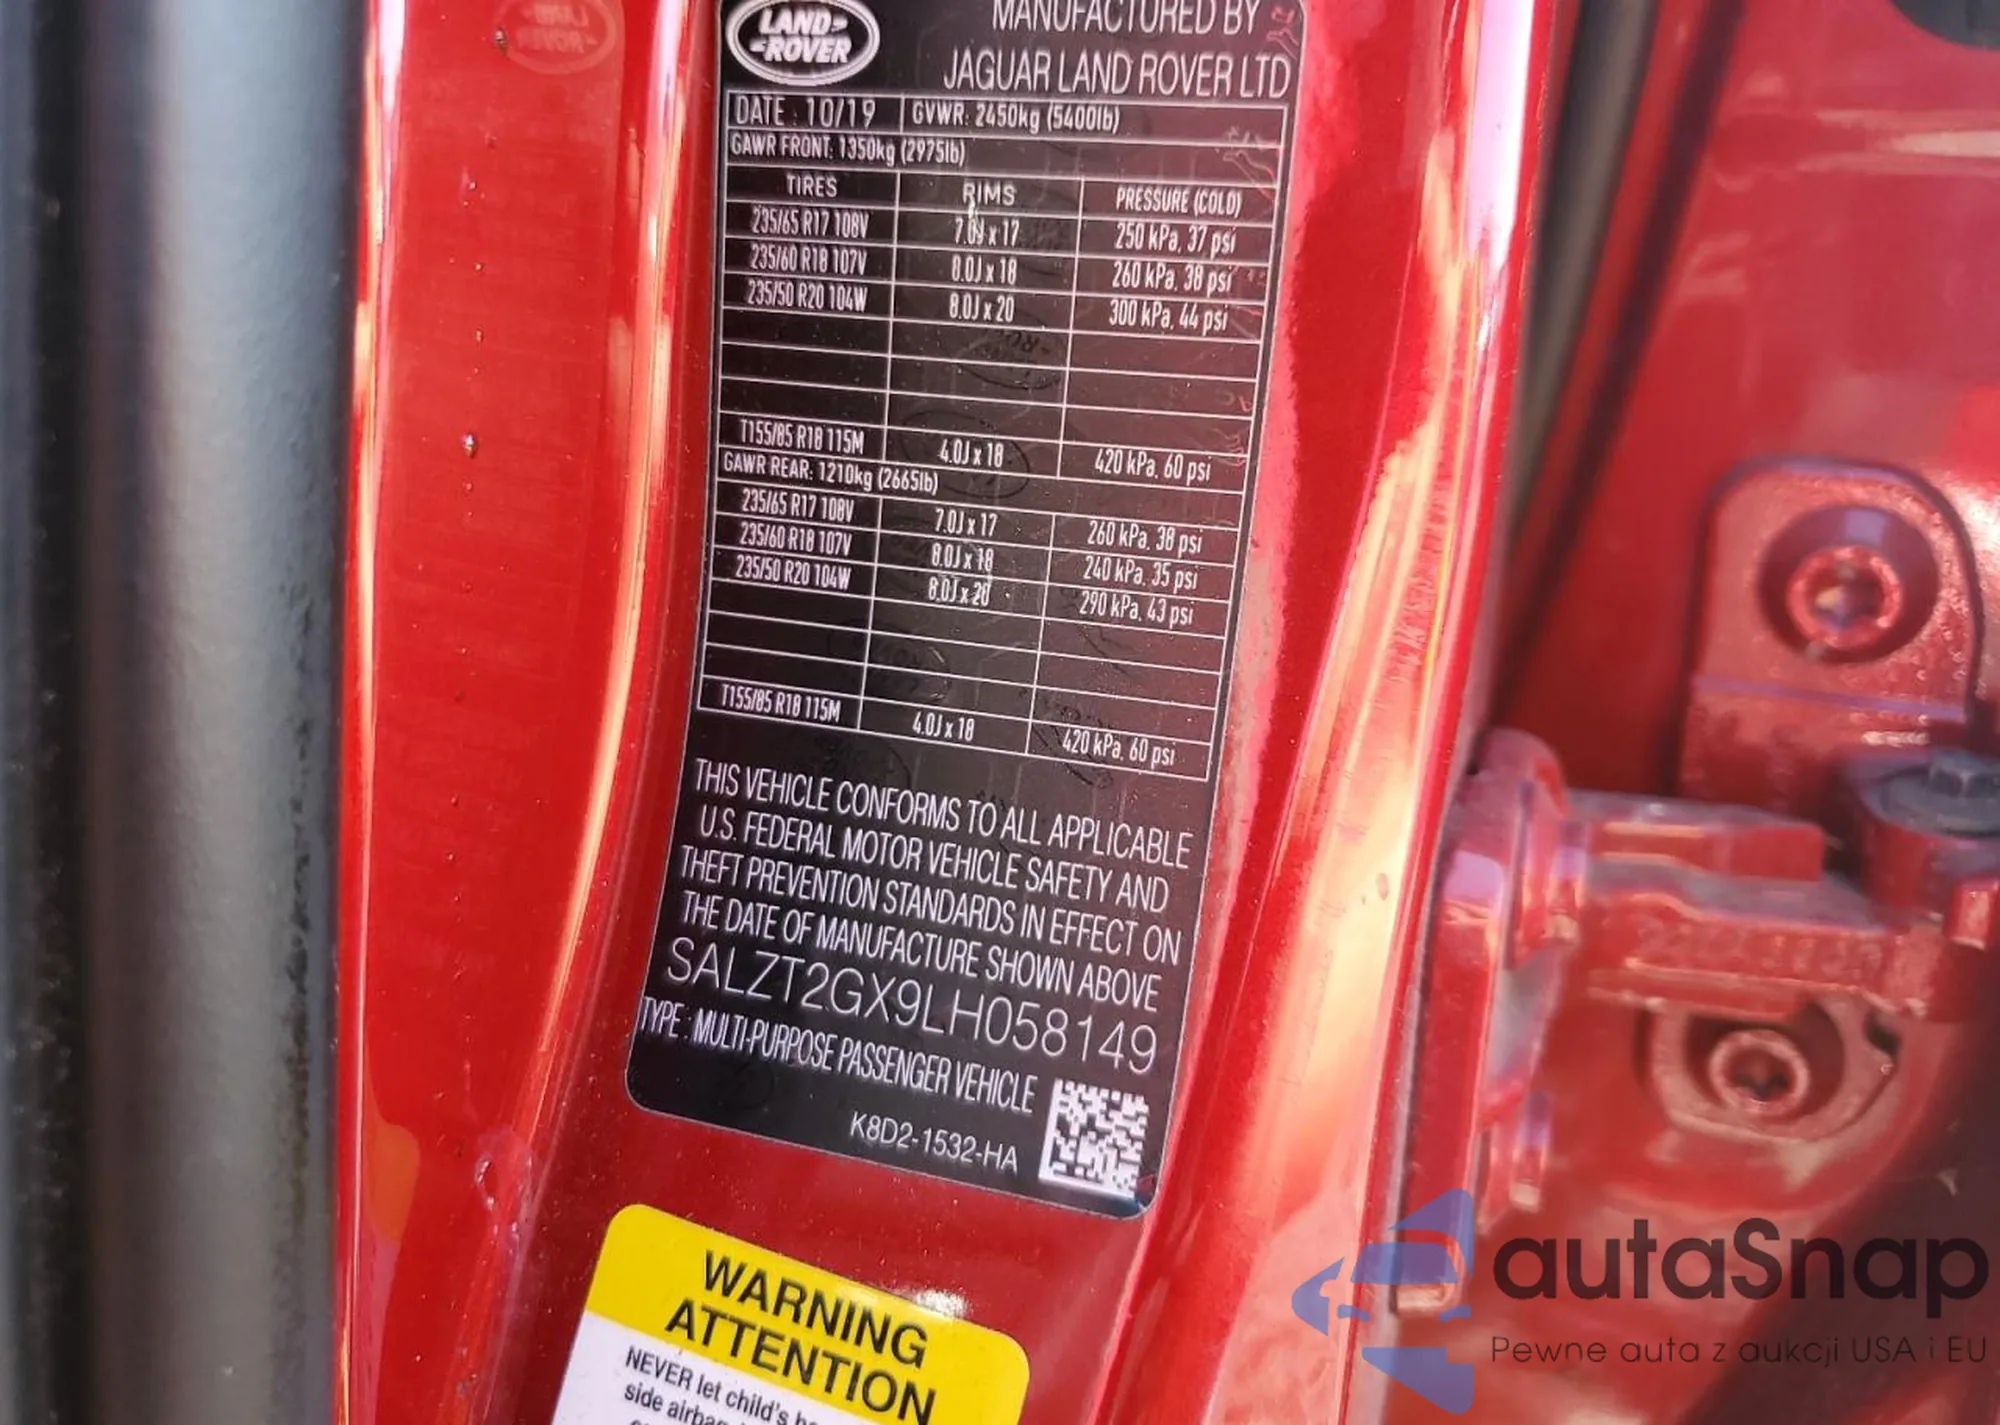 LAND ROVER
MANUFACTURED BY
JAGUAR LAND ROVER LTD
DATE : 10/19 GVWR: 2450kg (5400lb)
GAWR FRONT: 1350kg (2975lb)
TIRES RIMS PRESSURE (COLD)
235/65 R17 108V 7.0J x 17 250 kPa, 37 psi
235/60 R18 107V 8.0J x 18 260 kPa, 38 psi
235/50 R20 104W 8.0J x 20 300 kPa, 44 psi
T155/85 R18 115M 4.0J x 18 420 kPa, 60 psi
GAWR REAR: 1210kg (2665lb)
235/65 R17 108V 7.0J x 17 260 kPa, 38 psi
235/60 R18 107V 8.0J x 18 240 kPa, 35 psi
235/50 R20 104W 8.0J x 20 290 kPa, 43 psi
T155/85 R18 115M 4.0J x 18 420 kPa, 60 psi
THIS VEHICLE CONFORMS TO ALL APPLICABLE
U.S. FEDERAL MOTOR VEHICLE SAFETY AND
THEFT PREVENTION STANDARDS IN EFFECT ON
THE DATE OF MANUFACTURE SHOWN ABOVE
SALZT2GX9LH058149
TYPE : MULTI-PURPOSE PASSENGER VEHICLE
K8D2-1532-HA
WARNING
ATTENTION
NEVER let child's
side
autaSnap
Pewne auta z aukcji USA i EU